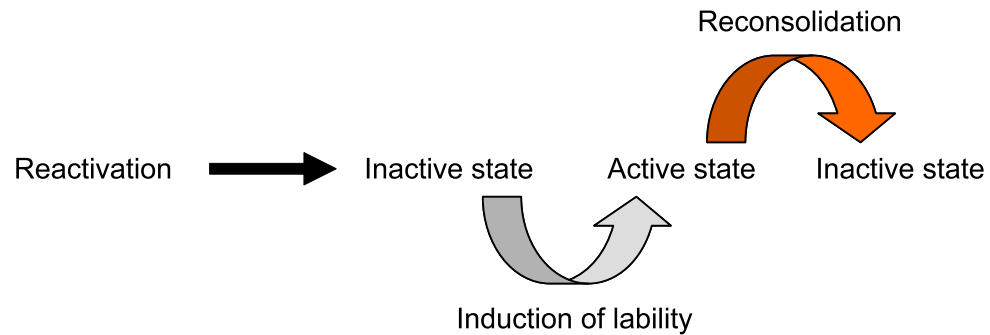 Reconsolidation
Reactivation
Inactive state
Active state
Inactive state
Induction of lability